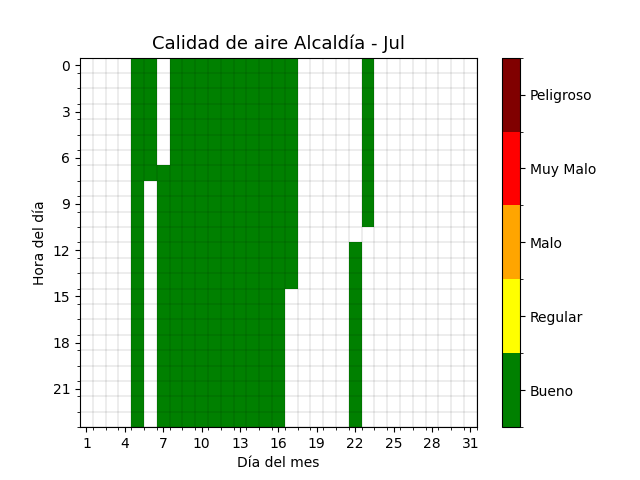 Calidad de aire Alcaldía - Jul
Hora del día
0
3
6
9
12
15
18
21
1 4 7 10 13 16 19 22 25 28 31
Día del mes
Peligroso
Muy Malo
Malo
Regular
Bueno